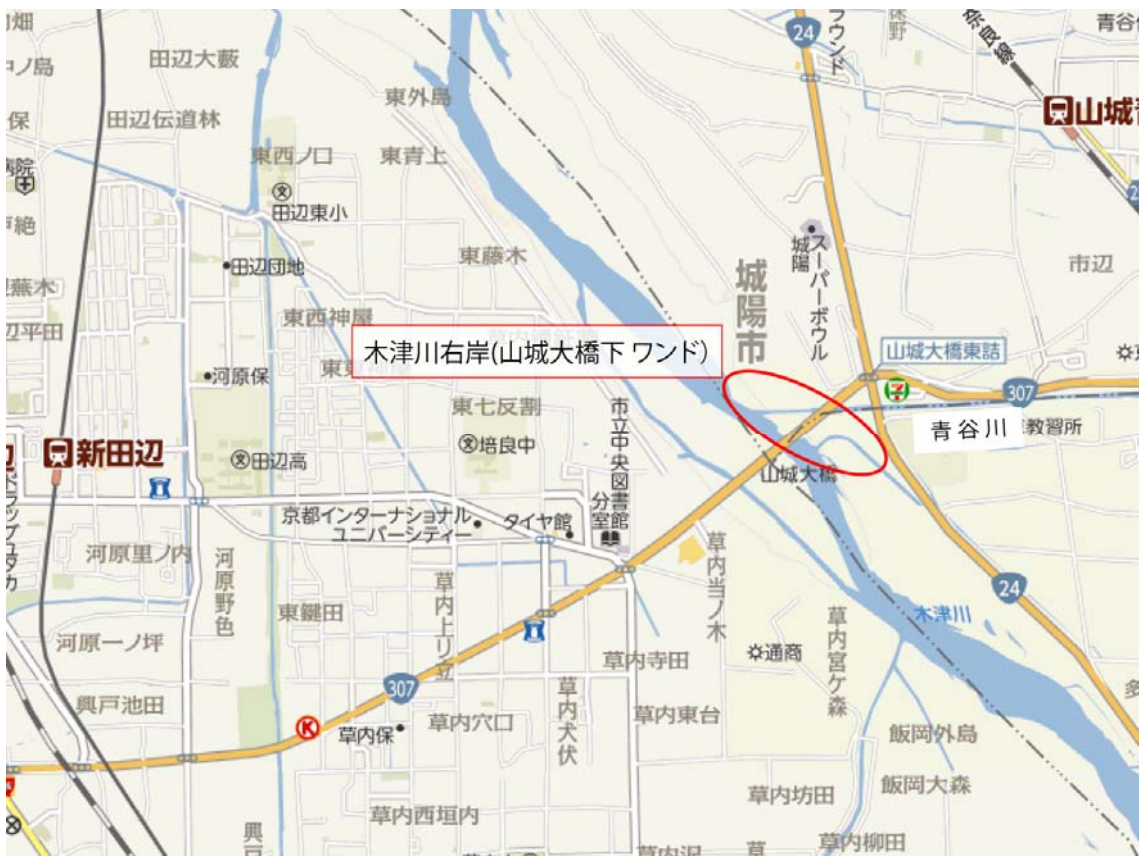 田辺大藪
田辺伝道林
東外島
東西ノ口
東青上
田辺東小
東藤木
田辺団地
東西神屋
河原保
東七反割
培良中
田辺高
新田辺
京都インターナショナル
ユニバーシティー
タイヤ館
市立中央図書館
分室
河原里ノ内
河原野色
東鍵田
草内上リ立
河原一ノ坪
興戸池田
307
草内穴口
草内保
草内犬伏
草内寺田
草内東台
草内当ノ木
草内西垣内
草内坊田
草内柳田
通商
草内宮ケ森
飯岡外島
飯岡大森
木津川
24
木津川右岸(山城大橋下 ワンド)
城陽市
城陽
スーパーボウル
山城大橋東詰
307
青谷川
教習所
山城大橋
市辺
24
奈良線